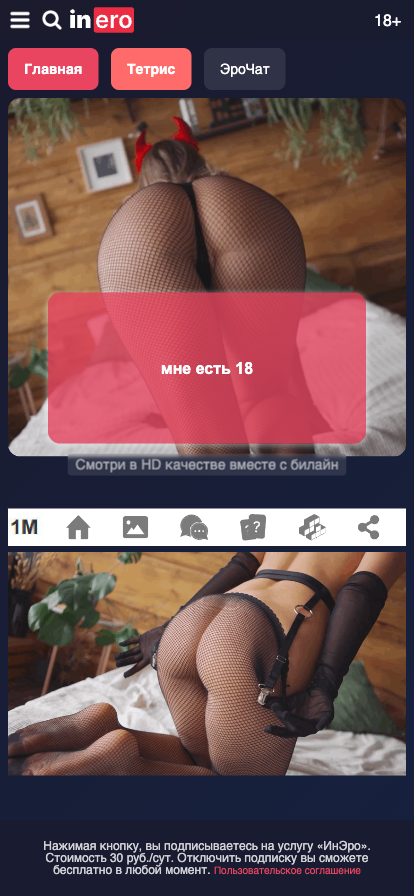 inero
18+
Главная
Тетрис
ЭроЧат
мне есть 18
Смотри в HD качестве вместе с билайн
1M
?
Нажимая кнопку, вы подписываетесь на услугу «ИнЭро».
Стоимость 30 руб./сут. Отключить подписку вы сможете
бесплатно в любой момент. Пользовательское соглашение